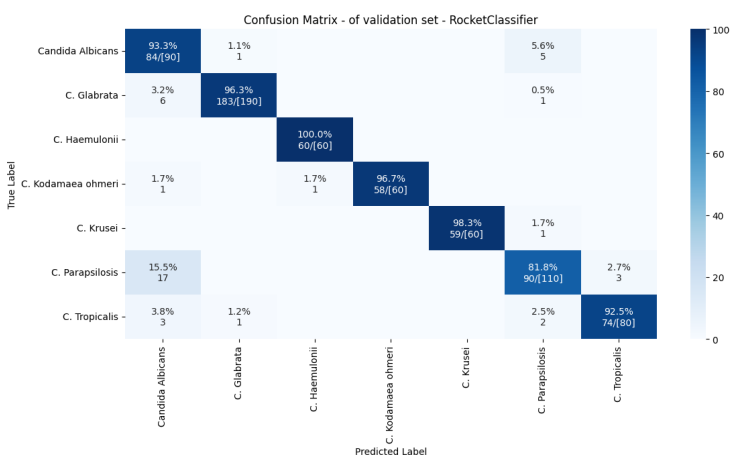 Confusion Matrix - of validation set - RocketClassifier
True Label
Candida Albicans
93.3%
84/[90]
1.1%
1
5.6%
5
C. Glabrata
3.2%
6
96.3%
183/[190]
0.5%
1
C. Haemulonii
100.0%
60/[60]
C. Kodamaea ohmeri
1.7%
1
1.7%
1
96.7%
58/[60]
C. Krusei
98.3%
59/[60]
1.7%
1
C. Parapsilosis
15.5%
17
81.8%
90/[110]
2.7%
3
C. Tropicalis
3.8%
3
1.2%
1
2.5%
2
92.5%
74/[80]
Candida Albicans
C. Glabrata
C. Haemulonii
C. Kodamaea ohmeri
C. Krusei
C. Parapsilosis
C. Tropicalis
Predicted Label
100
80
60
40
20
0